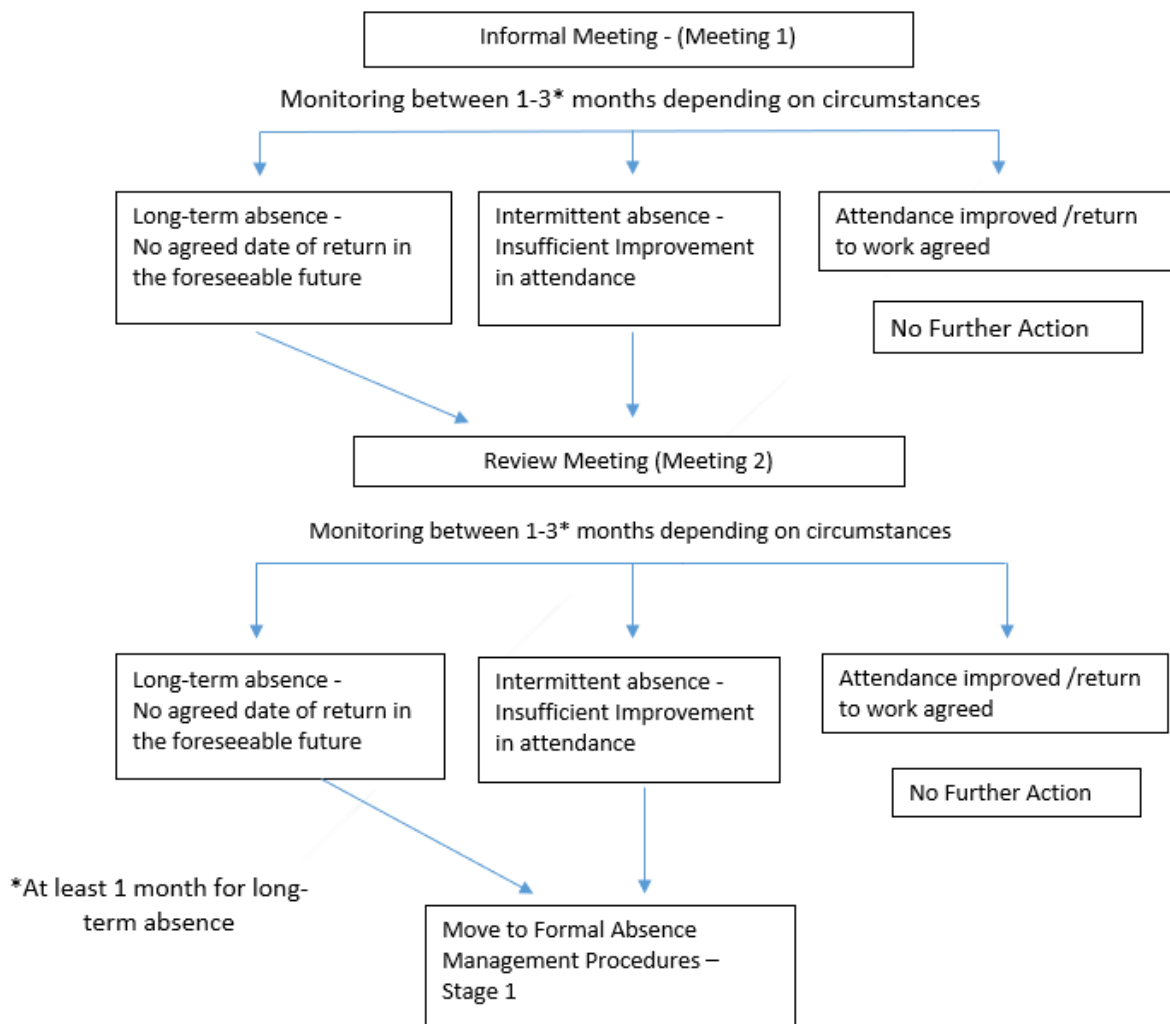 Informal Meeting - (Meeting 1)
Monitoring between 1-3* months depending on circumstances
Long-term absence -
No agreed date of return in
the foreseeable future
Intermittent absence -
Insufficient Improvement
in attendance
Attendance improved /return
to work agreed
No Further Action
Review Meeting (Meeting 2)
Monitoring between 1-3* months depending on circumstances
Long-term absence -
No agreed date of return in
the foreseeable future
Intermittent absence -
Insufficient Improvement
in attendance
Attendance improved /return
to work agreed
No Further Action
*At least 1 month for long-
term absence
Move to Formal Absence
Management Procedures –
Stage 1